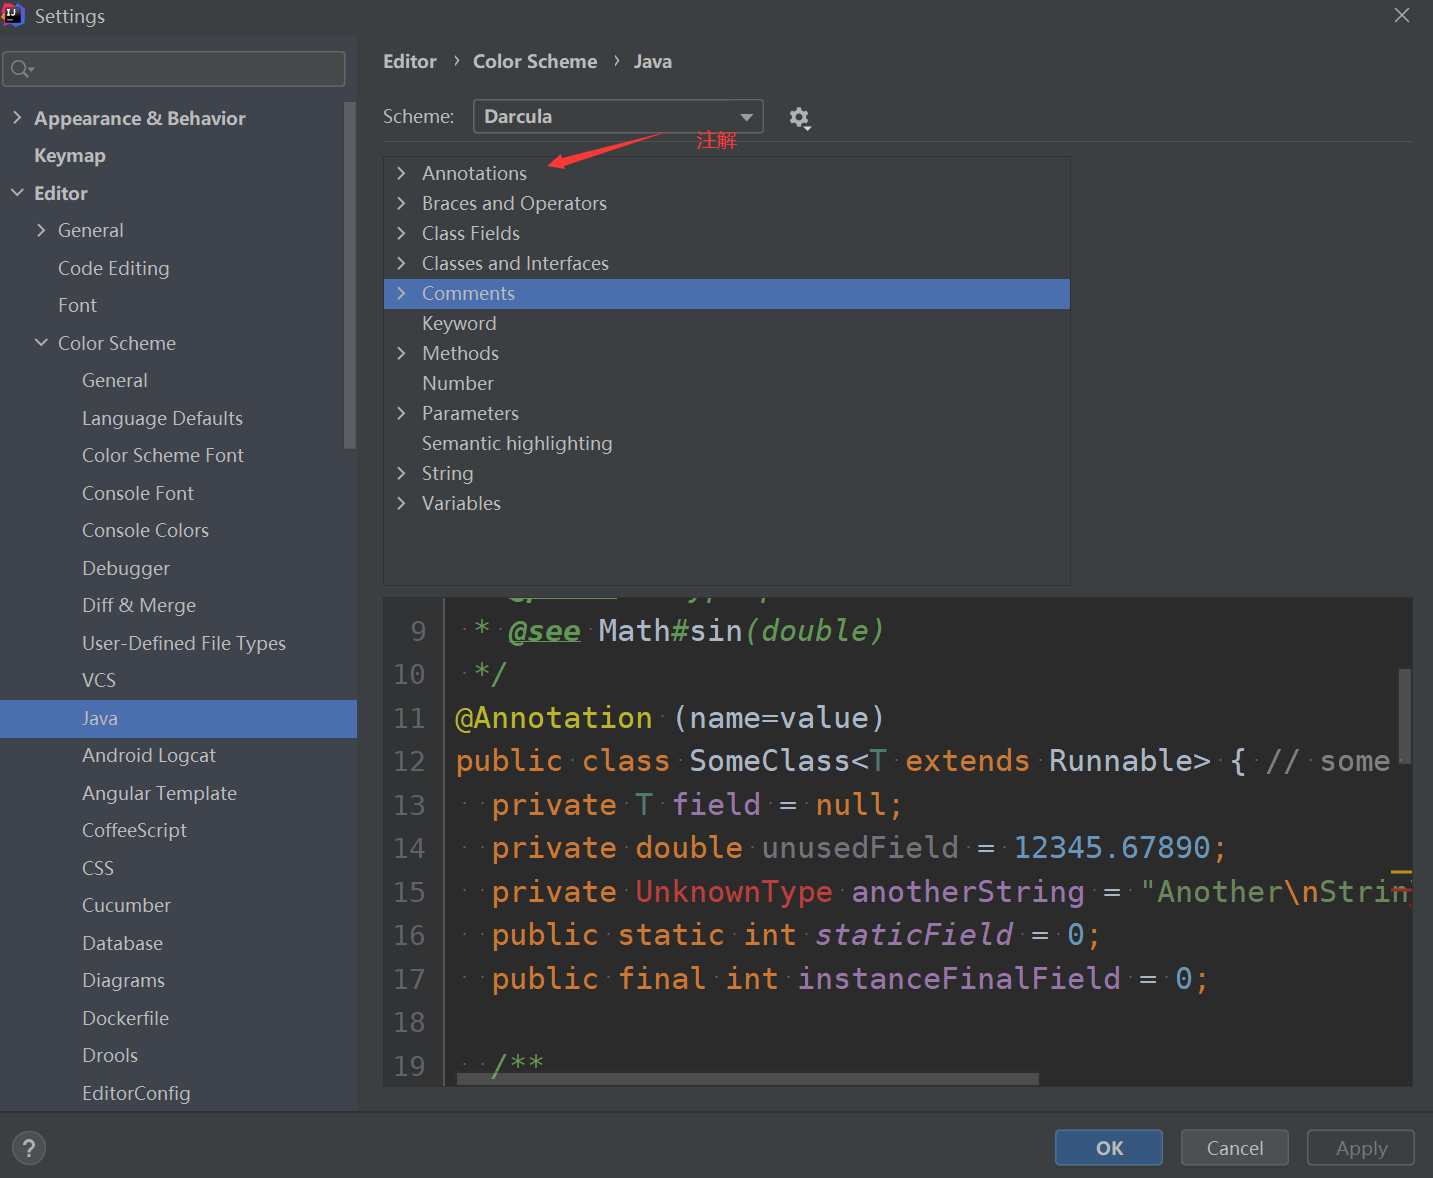 Settings
Editor › Color Scheme › Java
Scheme: Darcula
注解
Appearance & Behavior
Keymap
Editor
General
Code Editing
Font
Color Scheme
General
Language Defaults
Color Scheme Font
Console Font
Console Colors
Debugger
Diff & Merge
User-Defined File Types
VCS
Java
Android Logcat
Angular Template
CoffeeScript
CSS
Cucumber
Database
Diagrams
Dockerfile
Drools
EditorConfig
Annotations
Braces and Operators
Class Fields
Classes and Interfaces
Comments
Keyword
Methods
Number
Parameters
Semantic highlighting
String
Variables
9 * @see Math#sin(double)
10 */
11 @Annotation (name=value)
12 public class SomeClass<T extends Runnable> { // some
13 private T field = null;
14 private double unusedField = 12345.67890;
15 private UnknownType anotherString = "Another\nStrin
16 public static int staticField = 0;
17 public final int instanceFinalField = 0;
18
19 /**
?
OK Cancel Apply